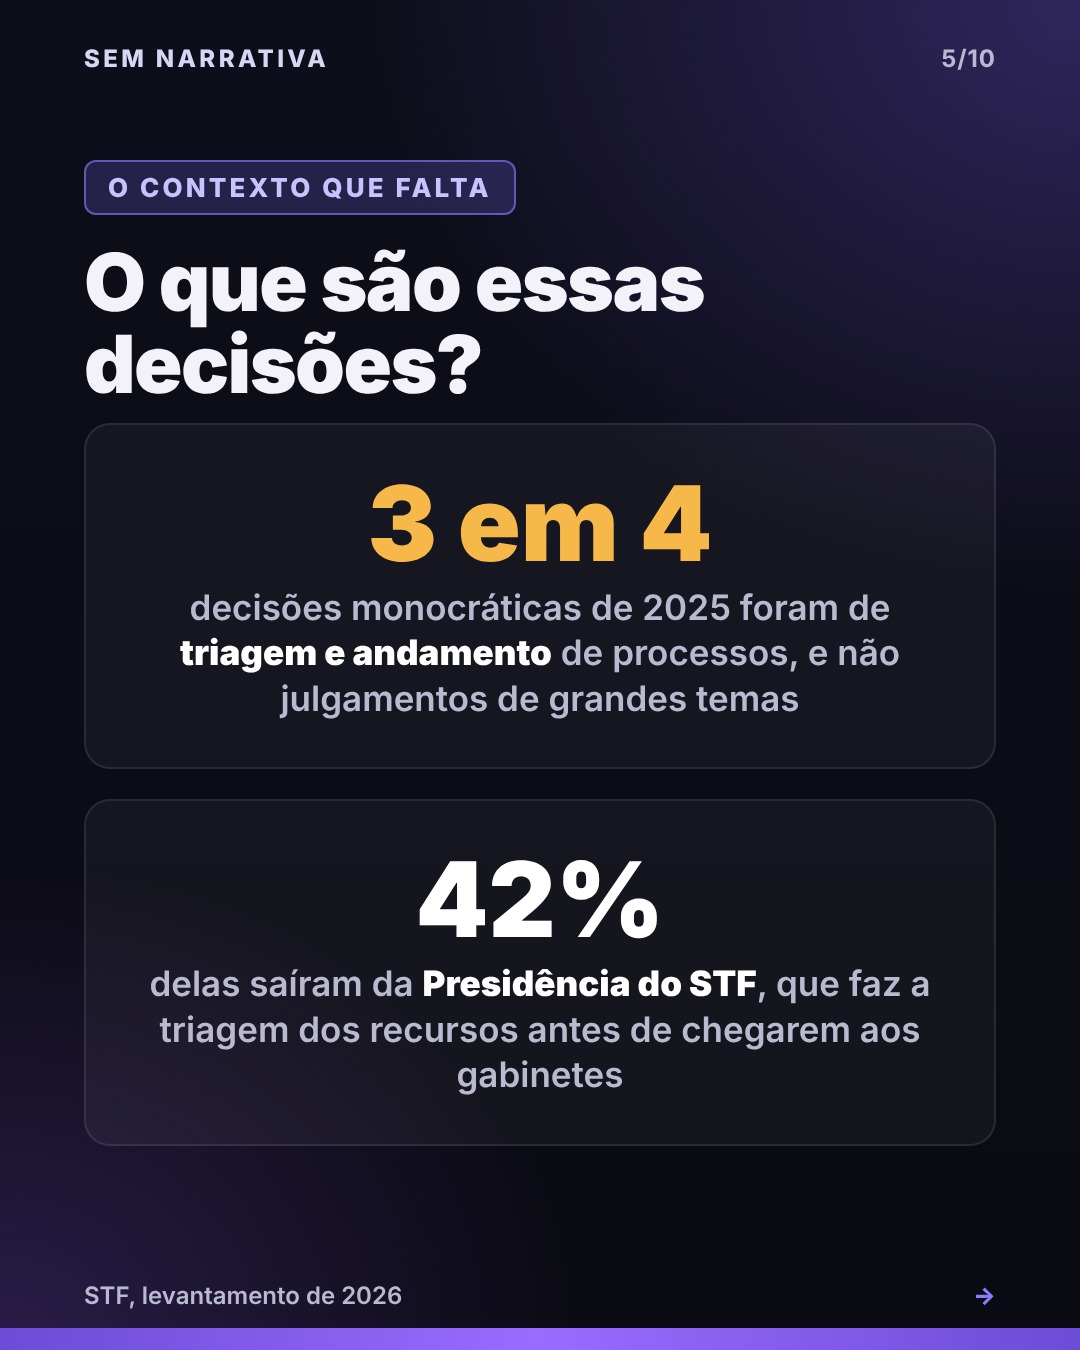 SEM NARRATIVA
5/10
O CONTEXTO QUE FALTA
O que são essas
decisões?
3 em 4
decisões monocráticas de 2025 foram de
triagem e andamento de processos, e não
julgamentos de grandes temas
42%
delas saíram da Presidência do STF, que faz a
triagem dos recursos antes de chegarem aos
gabinetes
STF, levantamento de 2026
→